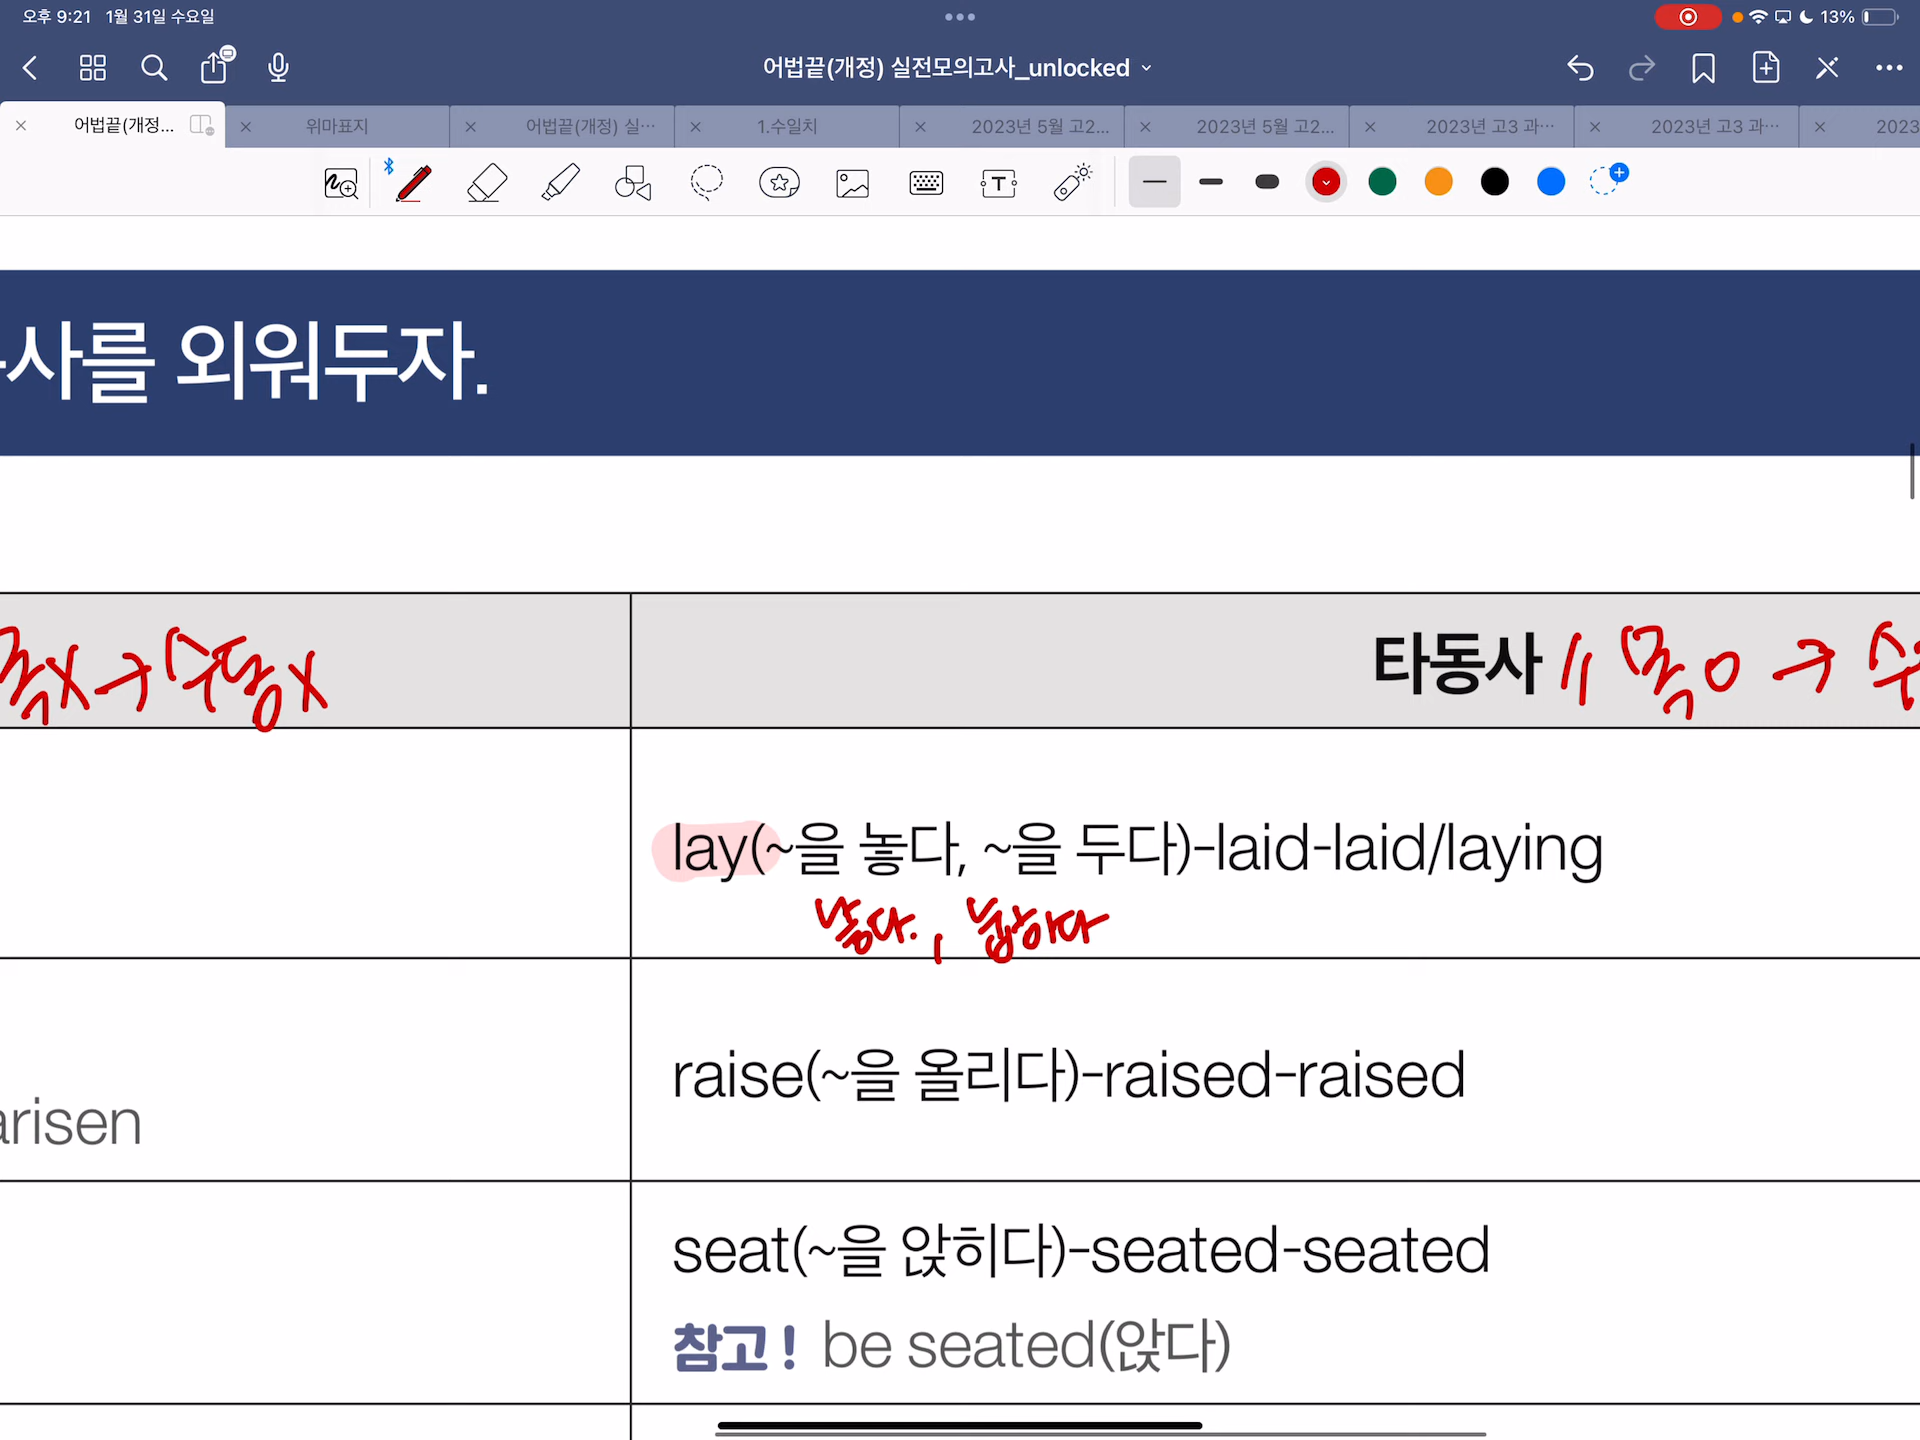 오후 9:21 1월 31일 수요일
13%
어법끝(개정) 실전모의고사_unlocked
어법끝(개정...
위마표지
어법끝(개정) 실...
1.수일치
2023년 5월 고2...
2023년 5월 고2...
2023년 고3 과...
2023년 고3 과...
2023
사를 외워두자.
목x→수동x
타동사 // 목O →
lay(~을 놓다, ~을 두다)-laid-laid/laying
낳다. , 눕히다
raise(~을 올리다)-raised-raised
arisen
seat(~을 앉히다)-seated-seated
참고! be seated(앉다)